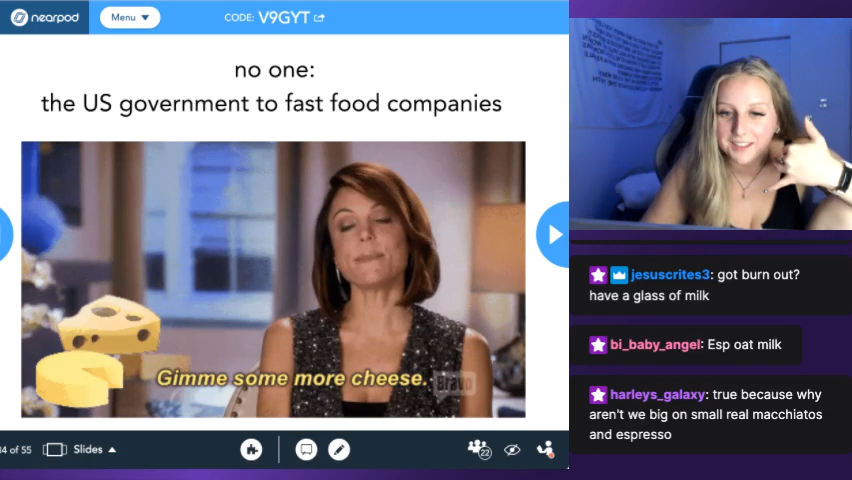 nearpod
Menu
CODE: V9GYT
no one:
the US government to fast food companies
Gimme some more cheese.
Bravo
of 55
Slides
22
jesuscrites3: got burn out?
have a glass of milk
bi_baby_angel: Esp oat milk
harleys_galaxy: true because why
aren't we big on small real macchiatos
and espresso